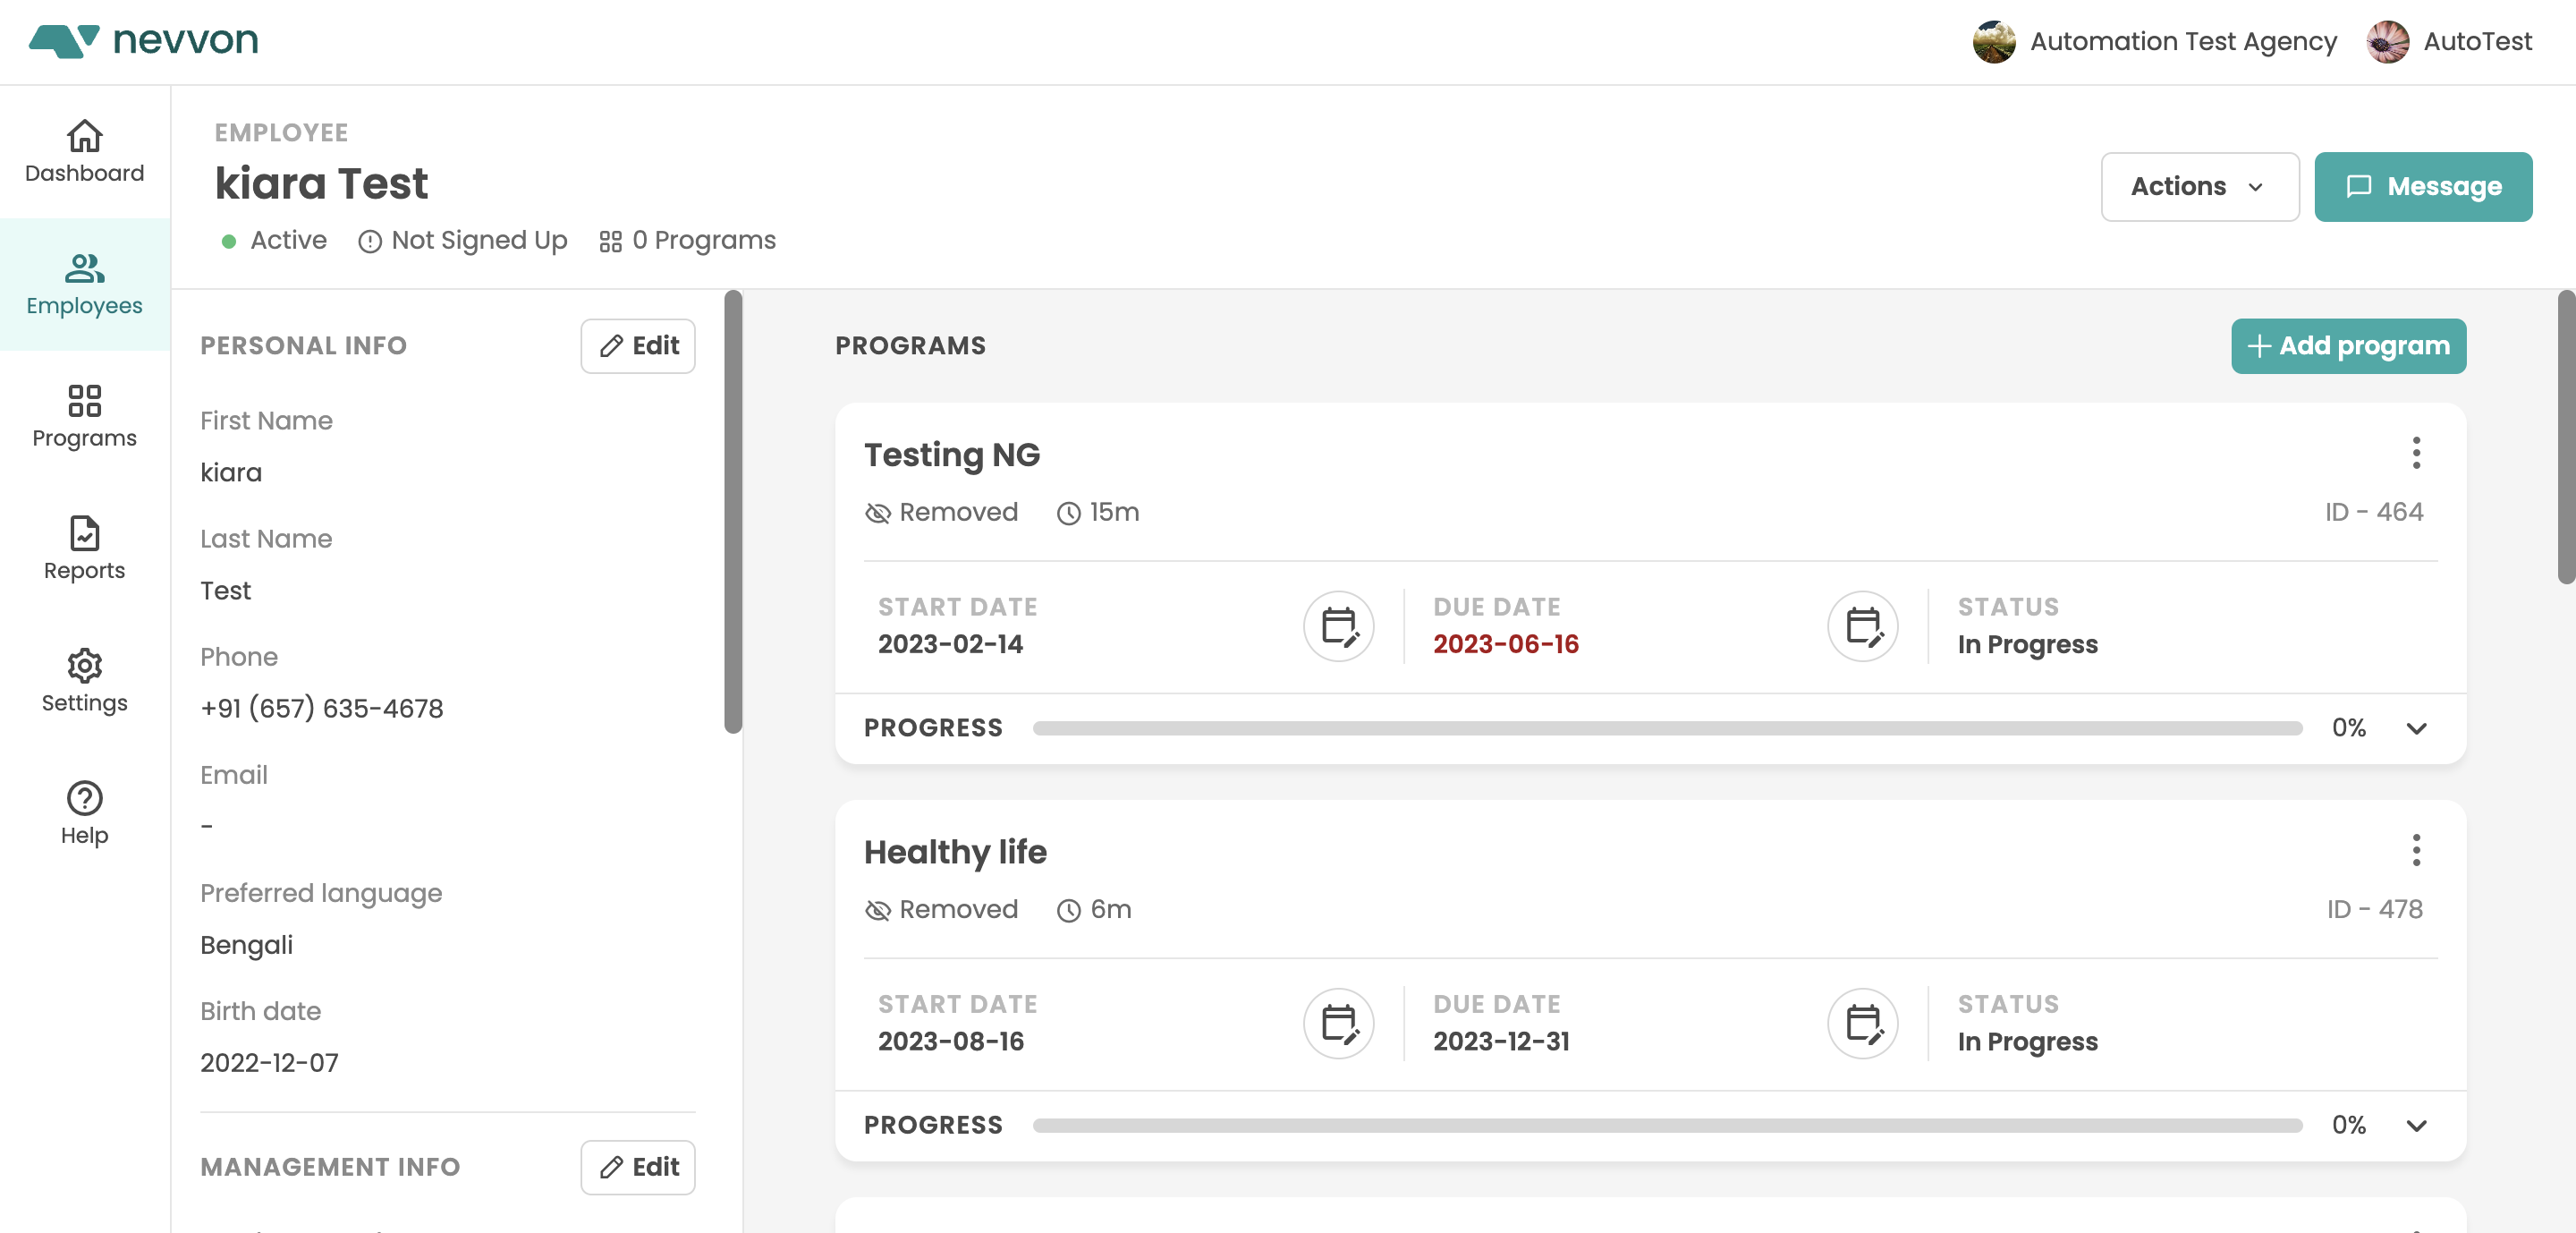 nevvon
Automation Test Agency
AutoTest
Dashboard
Employees
Programs
Reports
Settings
Help
EMPLOYEE
kiara Test
Active
Not Signed Up
0 Programs
Actions
Message
PERSONAL INFO
Edit
First Name
kiara
Last Name
Test
Phone
+91 (657) 635-4678
Email
-
Preferred language
Bengali
Birth date
2022-12-07
MANAGEMENT INFO
Edit
PROGRAMS
Add program
Testing NG
Removed
15m
ID - 464
START DATE
2023-02-14
DUE DATE
2023-06-16
STATUS
In Progress
PROGRESS
0%
Healthy life
Removed
6m
ID - 478
START DATE
2023-08-16
DUE DATE
2023-12-31
STATUS
In Progress
PROGRESS
0%